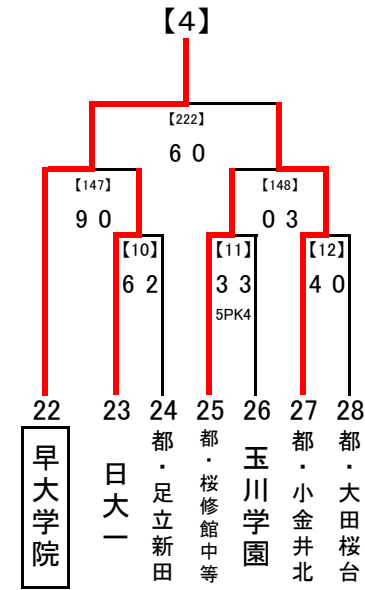 【4】
【222】
6 0
【147】
【148】
9 0
0 3
【10】
【11】
【12】
6 2
3 3
4 0
5PK4
22
23
24
25
26
27
28
早大学院
日大一
都・足立新田
都・桜修館中等
玉川学園
都・小金井北
都・大田桜台